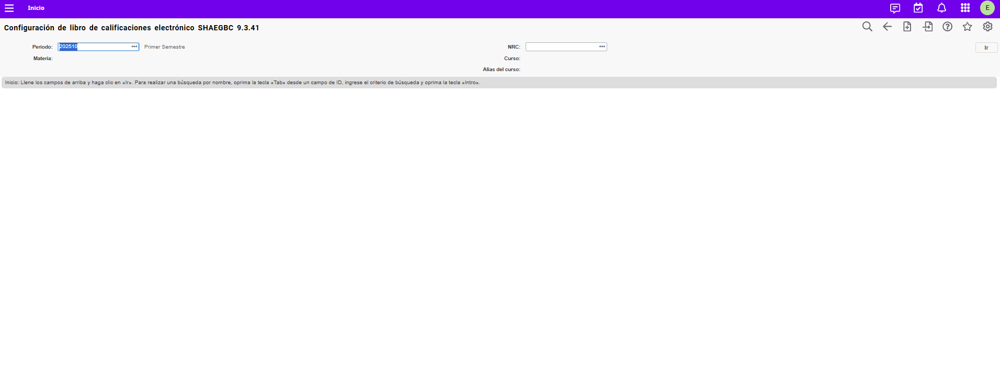 Inicio
E
Configuración de libro de calificaciones electrónico SHAEGBC 9.3.41
Periodo: 202510 ••• Primer Semestre NRC: ••• Ir
Materia: Curso:
Alias del curso:
Inicio: Llene los campos de arriba y haga clic en «Ir». Para realizar una búsqueda por nombre, oprima la tecla «Tab» desde un campo de ID, ingrese el criterio de búsqueda y oprima la tecla «Intro».